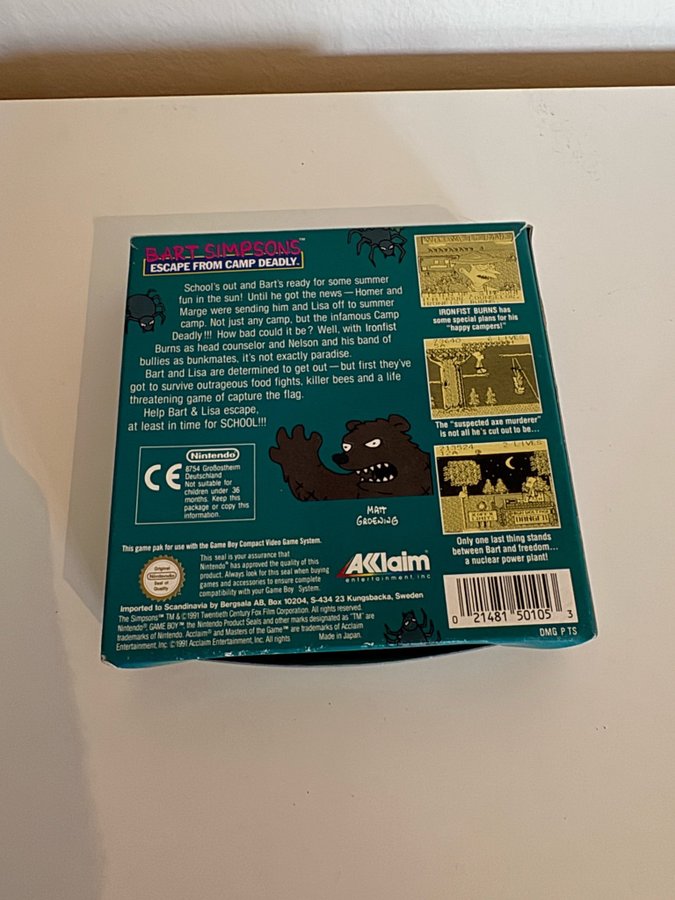 BART SIMPSONS™
ESCAPE FROM CAMP DEADLY.
School's out and Bart's ready for some summer
fun in the sun! Until he got the news — Homer and
Marge were sending him and Lisa off to summer
camp. Not just any camp, but the infamous Camp
Deadly!!! How bad could it be? Well, with Ironfist
Burns as head counselor and Nelson and his band of
bullies as bunkmates, it's not exactly paradise.
Bart and Lisa are determined to get out — but first they've
got to survive outrageous food fights, killer bees and a life
threatening game of capture the flag.
Help Bart & Lisa escape,
at least in time for SCHOOL!!!
IRONFIST BURNS has
some special plans for his
"happy campers!"
2 LIVES
The "suspected axe murderer"
is not all he's cut out to be...
2 LIVES
DANGER
Only one last thing stands
between Bart and freedom...
a nuclear power plant!
CE
Nintendo
8754 Großostheim
Deutschland
Not suitable for
children under 36
months. Keep this
package or copy this
information.
MATT
GROENING
This game pak for use with the Game Boy Compact Video Game System.
Original
Nintendo
Seal of
Quality
This seal is your assurance that
Nintendo® has approved the quality of this
product. Always look for this seal when buying
games and accessories to ensure complete
compatibility with your Game Boy System.
AKKlaim®
entertainment, inc.
Imported to Scandinavia by Bergsala AB, Box 10204, S-434 23 Kungsbacka, Sweden
The Simpsons™ TM & © 1991 Twentieth Century Fox Film Corporation. All rights reserved.
Nintendo® GAME BOY™, the Nintendo Product Seals and other marks designated as "TM" are
trademarks of Nintendo. Acclaim® and Masters of the Game™ are trademarks of Acclaim
Entertainment, Inc. © 1991 Acclaim Entertainment, Inc. All rights
Made in Japan.
0 21481 50105 3
DMG P TS